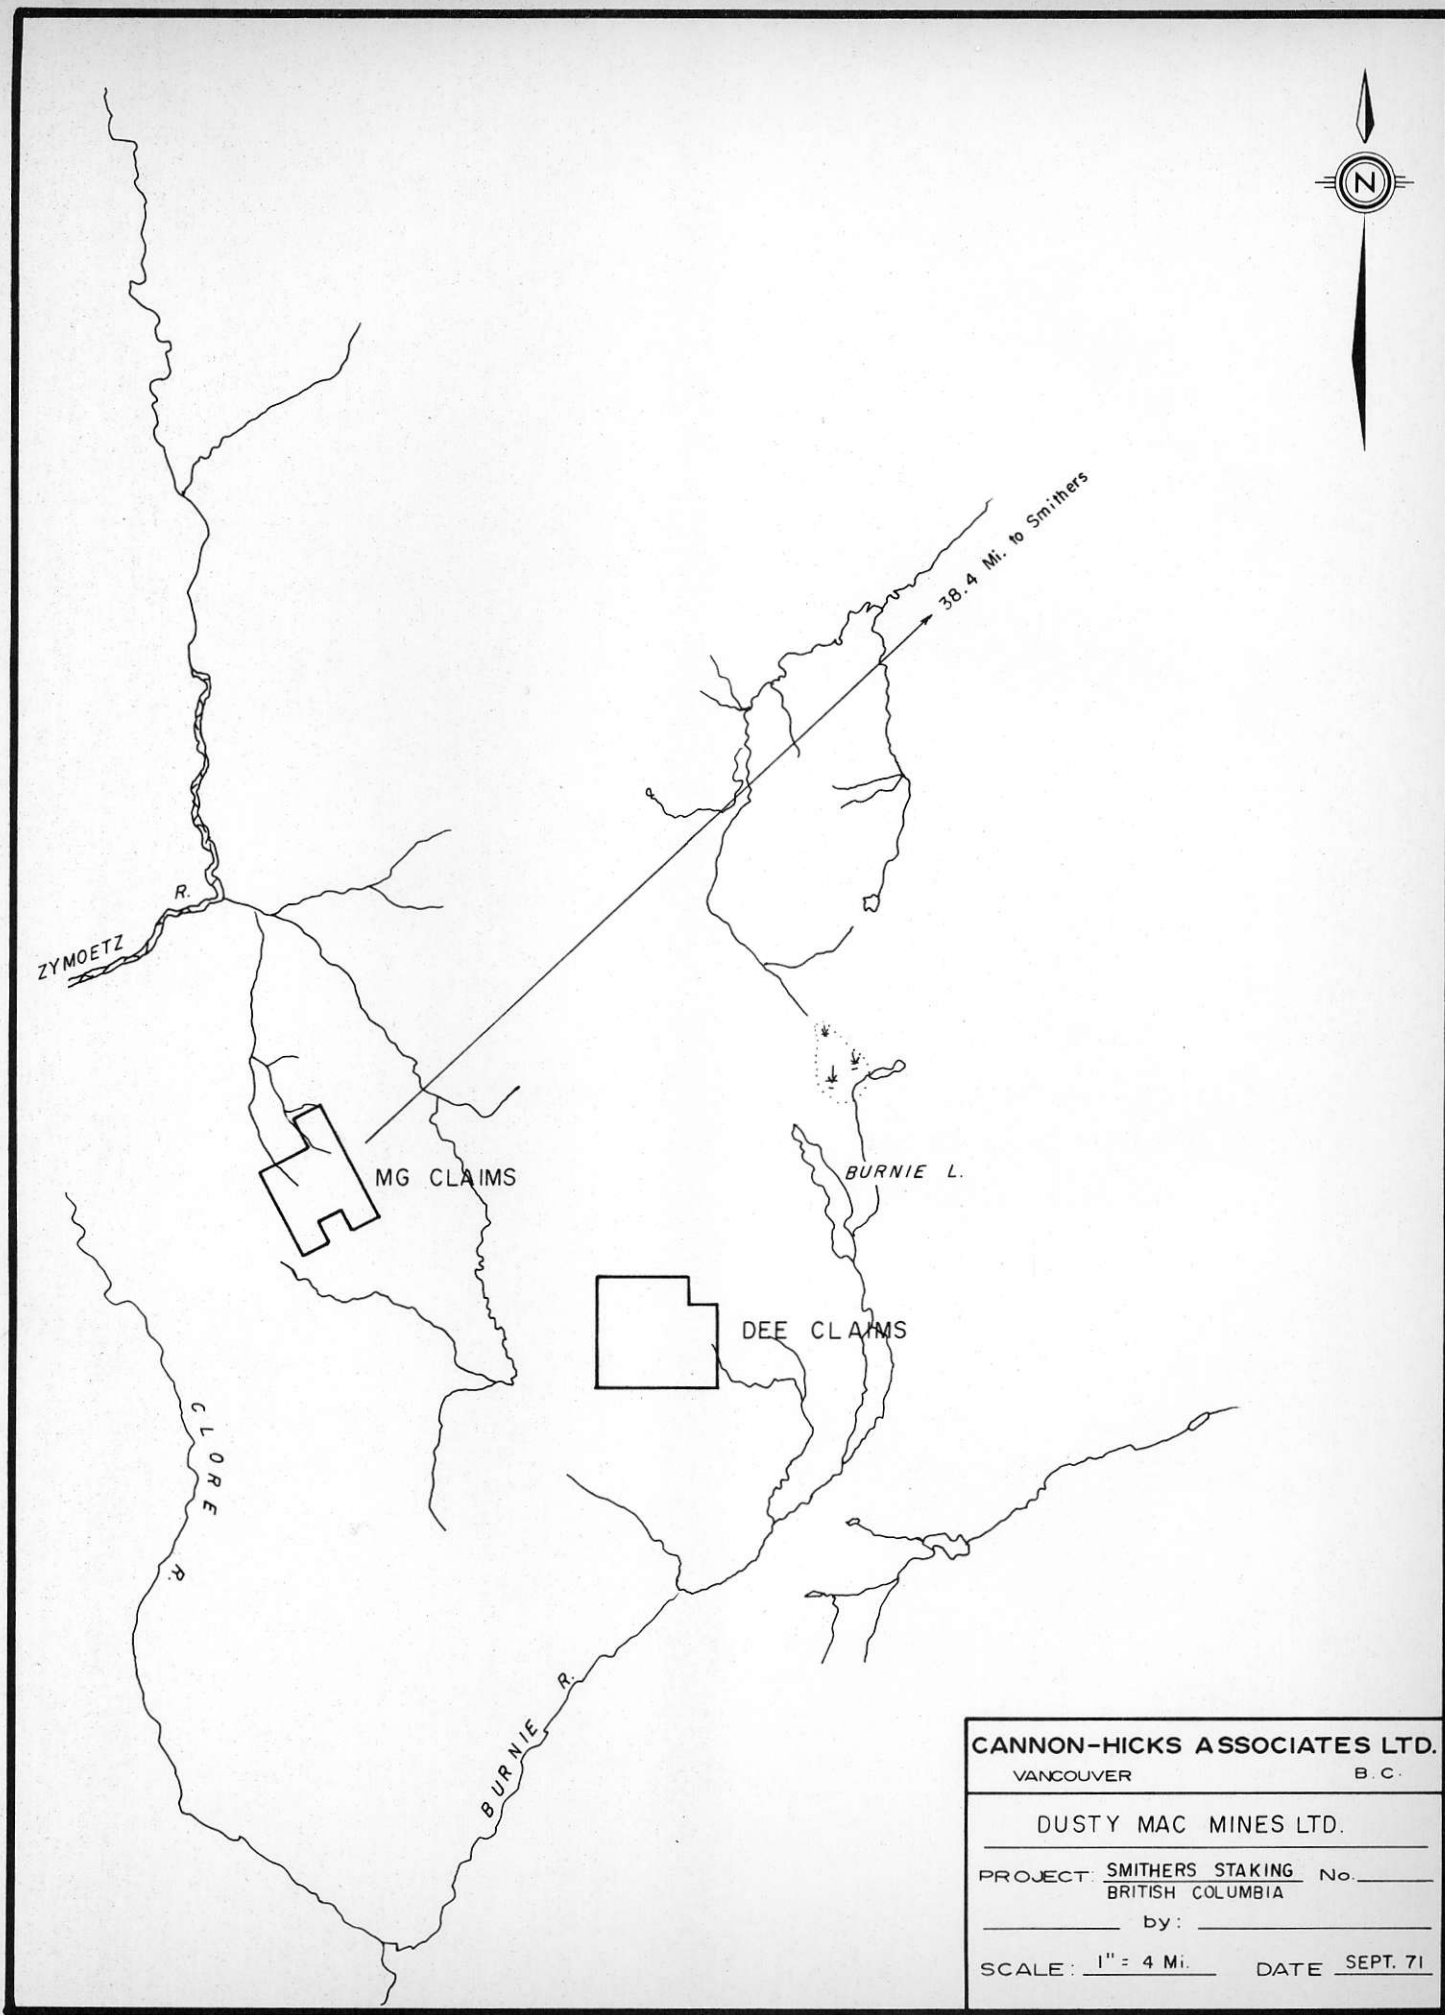 N
38.4 Mi. to Smithers
R.
ZYMOETZ
MG CLAIMS
BURNIE L.
DEE CLAIMS
CLORE
R.
R.
BURNIE
CANNON-HICKS ASSOCIATES LTD.
VANCOUVER B.C.
DUSTY MAC MINES LTD.
PROJECT: SMITHERS STAKING No.
BRITISH COLUMBIA
by:
SCALE: 1" = 4 Mi. DATE SEPT. 71